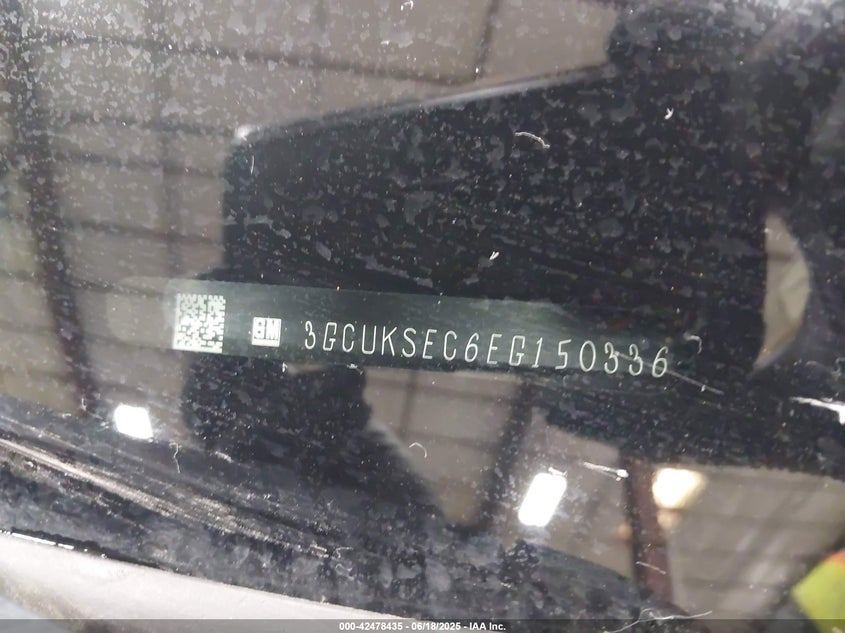 GM 3GCUKSEC6EG150336
000-42478435 - 06/18/2025 - IAA Inc.